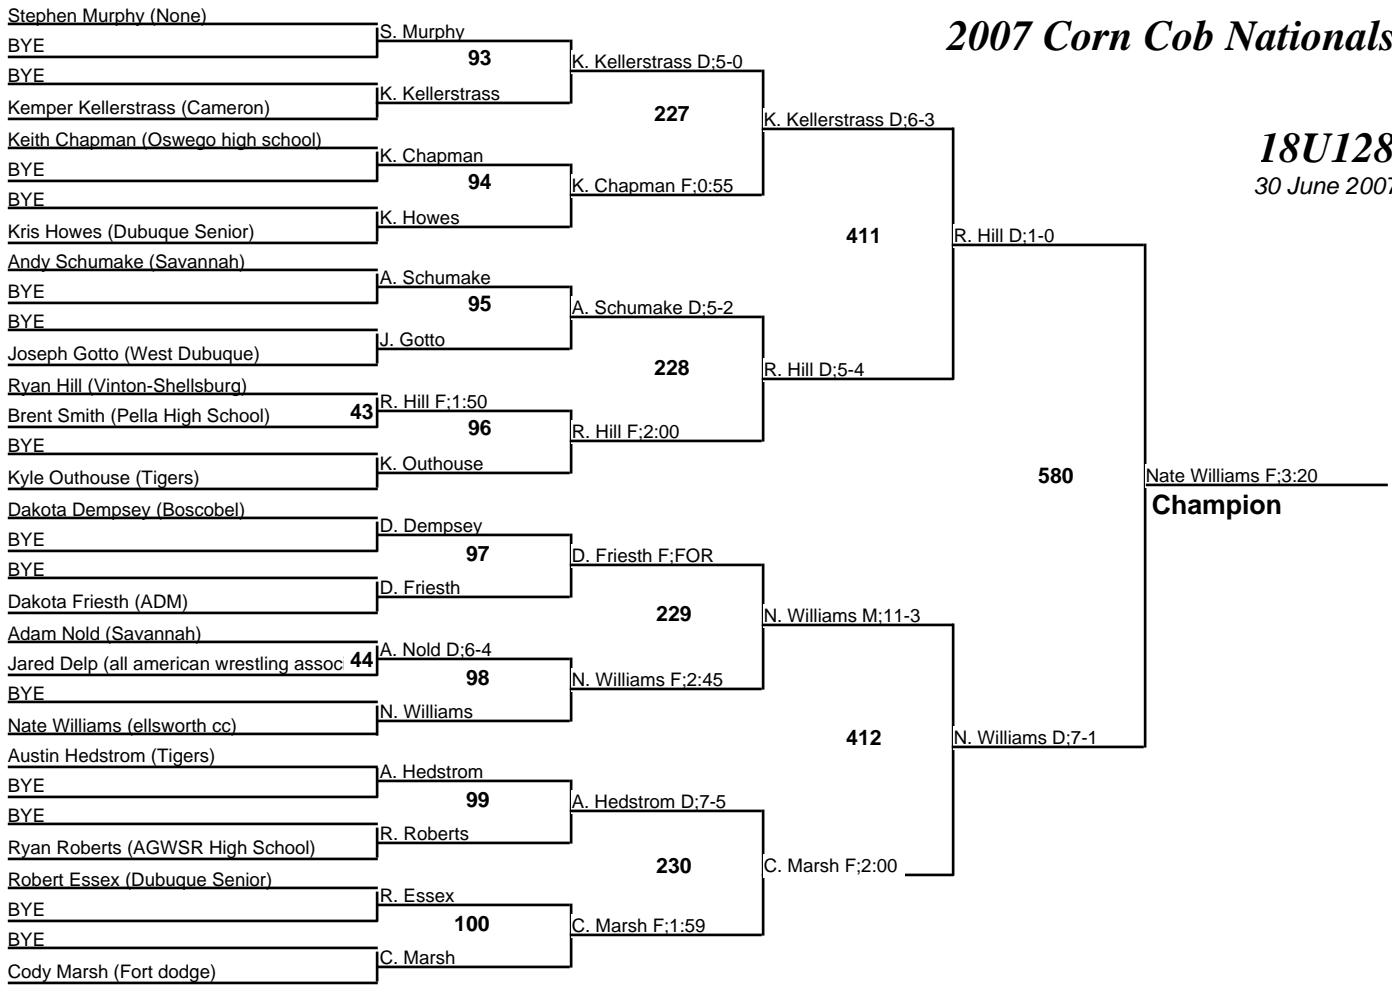 2007 Corn Cob Nationals
18U128
30 June 2007
Stephen Murphy (None)
BYE
BYE
Kemper Kellerstrass (Cameron)
Keith Chapman (Oswego high school)
BYE
BYE
Kris Howes (Dubuque Senior)
Andy Schumake (Savannah)
BYE
BYE
Joseph Gotto (West Dubuque)
Ryan Hill (Vinton-Shellsburg)
Brent Smith (Pella High School)
43
BYE
Kyle Outhouse (Tigers)
Dakota Dempsey (Boscobel)
BYE
BYE
Dakota Friesth (ADM)
Adam Nold (Savannah)
Jared Delp (all american wrestling assoc
44
BYE
Nate Williams (ellsworth cc)
Austin Hedstrom (Tigers)
BYE
BYE
Ryan Roberts (AGWSR High School)
Robert Essex (Dubuque Senior)
BYE
BYE
Cody Marsh (Fort dodge)
S. Murphy
93
K. Kellerstrass
K. Chapman
94
K. Howes
A. Schumake
95
J. Gotto
R. Hill F;1:50
96
K. Outhouse
D. Dempsey
97
D. Friesth
A. Nold D;6-4
98
N. Williams
A. Hedstrom
99
R. Roberts
R. Essex
100
C. Marsh
K. Kellerstrass D;5-0
227
K. Chapman F;0:55
A. Schumake D;5-2
228
R. Hill F;2:00
D. Friesth F;FOR
229
N. Williams F;2:45
A. Hedstrom D;7-5
230
C. Marsh F;1:59
K. Kellerstrass D;6-3
411
R. Hill D;5-4
N. Williams M;11-3
412
C. Marsh F;2:00
R. Hill D;1-0
580
N. Williams D;7-1
Nate Williams F;3:20
Champion